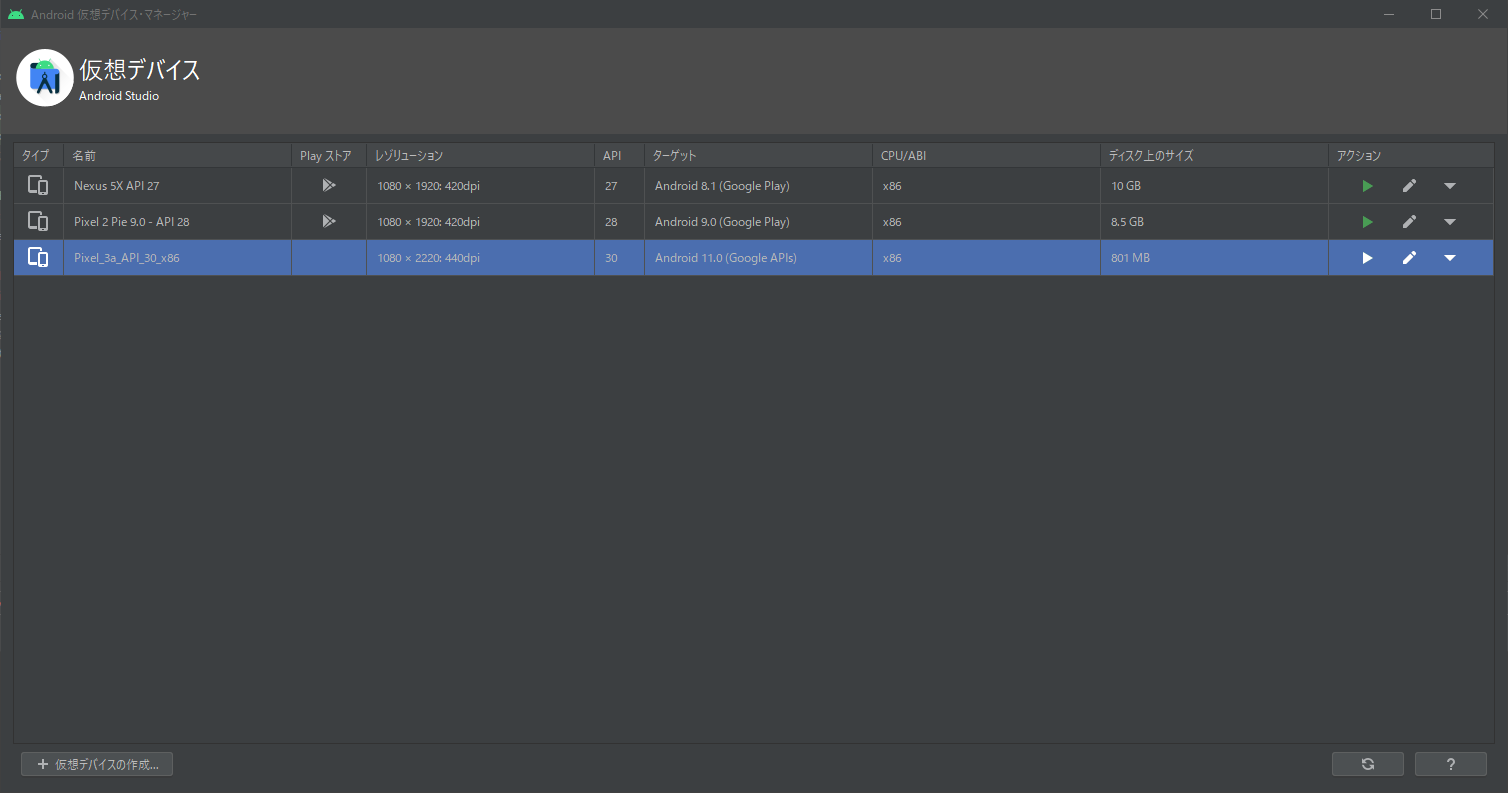 Android 仮想デバイス・マネージャー
仮想デバイス
Android Studio
タイプ 名前 Play ストア レゾリューション API ターゲット CPU/ABI ディスク上のサイズ アクション
Nexus 5X API 27 1080 × 1920: 420dpi 27 Android 8.1 (Google Play) x86 10 GB
Pixel 2 Pie 9.0 - API 28 1080 × 1920: 420dpi 28 Android 9.0 (Google Play) x86 8.5 GB
Pixel_3a_API_30_x86 1080 × 2220: 440dpi 30 Android 11.0 (Google APIs) x86 801 MB
+ 仮想デバイスの作成... ?